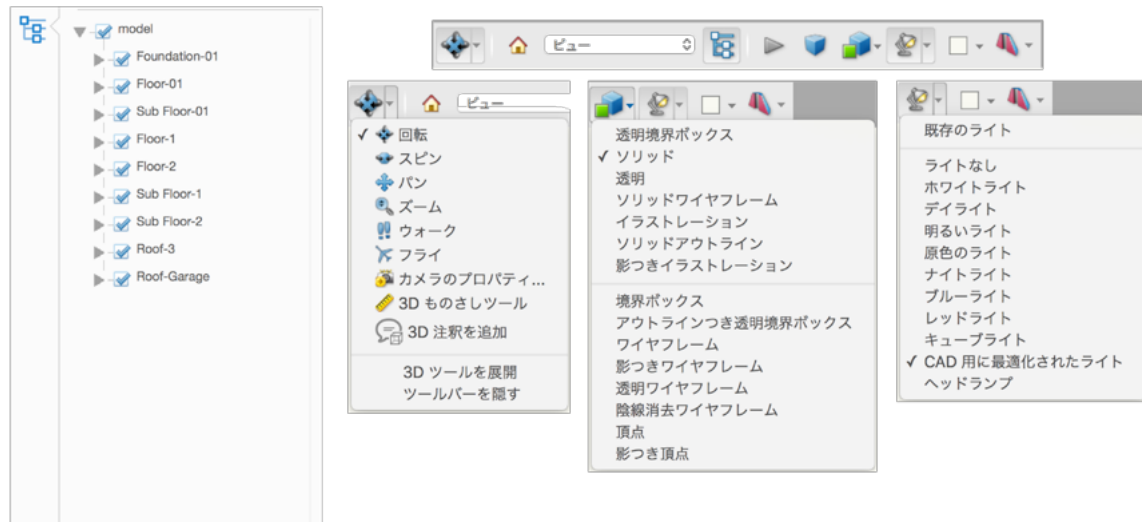 model
Foundation-01
Floor-01
Sub Floor-01
Floor-1
Floor-2
Sub Floor-1
Sub Floor-2
Roof-3
Roof-Garage
ビュー
ビュー
✓ 回転
スピン
パン
ズーム
ウォーク
フライ
カメラのプロパティ...
3D ものさしツール
3D 注釈を追加
3D ツールを展開
ツールバーを隠す
透明境界ボックス
✓ ソリッド
透明
ソリッドワイヤフレーム
イラストレーション
ソリッドアウトライン
影つきイラストレーション
境界ボックス
アウトラインつき透明境界ボックス
ワイヤフレーム
影つきワイヤフレーム
透明ワイヤフレーム
陰線消去ワイヤフレーム
頂点
影つき頂点
既存のライト
ライトなし
ホワイトライト
デイライト
明るいライト
原色のライト
ナイトライト
ブルーライト
レッドライト
キューブライト
✓ CAD 用に最適化されたライト
ヘッドランプ